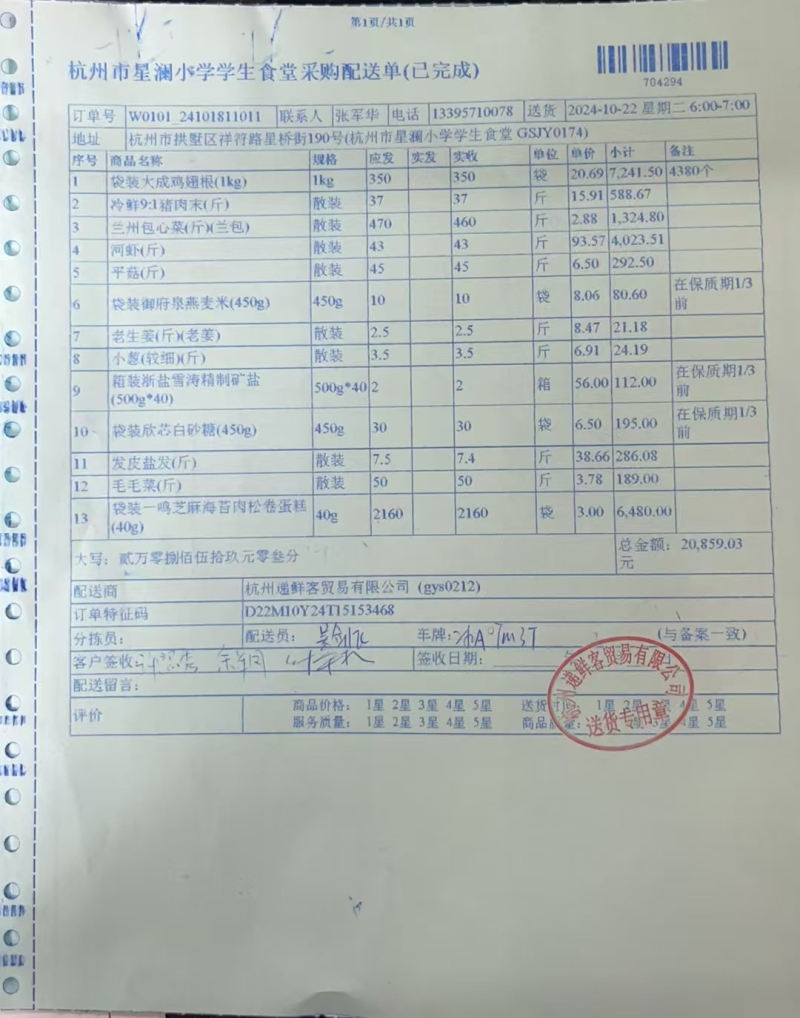 第1页/共1页
杭州市星澜小学学生食堂采购配送单(已完成)
704294
订单号 W0101_24101811011 联系人 张军华 电话 13395710078 送货 2024-10-22 星期二 6:00-7:00
地址 杭州市拱墅区祥符路星桥街190号(杭州市星澜小学学生食堂 GSJY0174)
序号 商品名称 规格 应发 实发 实收 单位 单价 小计 备注
1 袋装大成鸡翅根(1kg) 1kg 350 350 袋 20.69 7,241.50 4380个
2 冷鲜9:1猪肉末(斤) 散装 37 37 斤 15.91 588.67
3 兰州包心菜(斤)(兰包) 散装 470 460 斤 2.88 1,324.80
4 河虾(斤) 散装 43 43 斤 93.57 4,023.51
5 平菇(斤) 散装 45 45 斤 6.50 292.50
6 袋装御府泉燕麦米(450g) 450g 10 10 袋 8.06 80.60 在保质期1/3前
7 老生姜(斤)(老姜) 散装 2.5 2.5 斤 8.47 21.18
8 小葱(较细)(斤) 散装 3.5 3.5 斤 6.91 24.19
9 箱装浙盐雪涛精制矿盐(500g*40) 500g*40 2 2 箱 56.00 112.00 在保质期1/3前
10 袋装欣芯白砂糖(450g) 450g 30 30 袋 6.50 195.00 在保质期1/3前
11 发皮盐发(斤) 散装 7.5 7.4 斤 38.66 286.08
12 毛毛菜(斤) 散装 50 50 斤 3.78 189.00
13 袋装一鸣芝麻海苔肉松卷蛋糕(40g) 40g 2160 2160 袋 3.00 6,480.00
大写：贰万零捌佰伍拾玖元零叁分 总金额：20,859.03元
配送商 杭州递鲜客贸易有限公司 (gys0212)
订单特征码 D22M10Y24T15153468
分拣员： 配送员： 车牌： (与备案一致)
客户签收： 签收日期：
配送留言：
评价 商品价格： 1星 2星 3星 4星 5星 送货时间： 1星 2星 3星 4星 5星
服务质量： 1星 2星 3星 4星 5星 商品质量： 星 5星
杭州递鲜客贸易有限公司
送货专用章